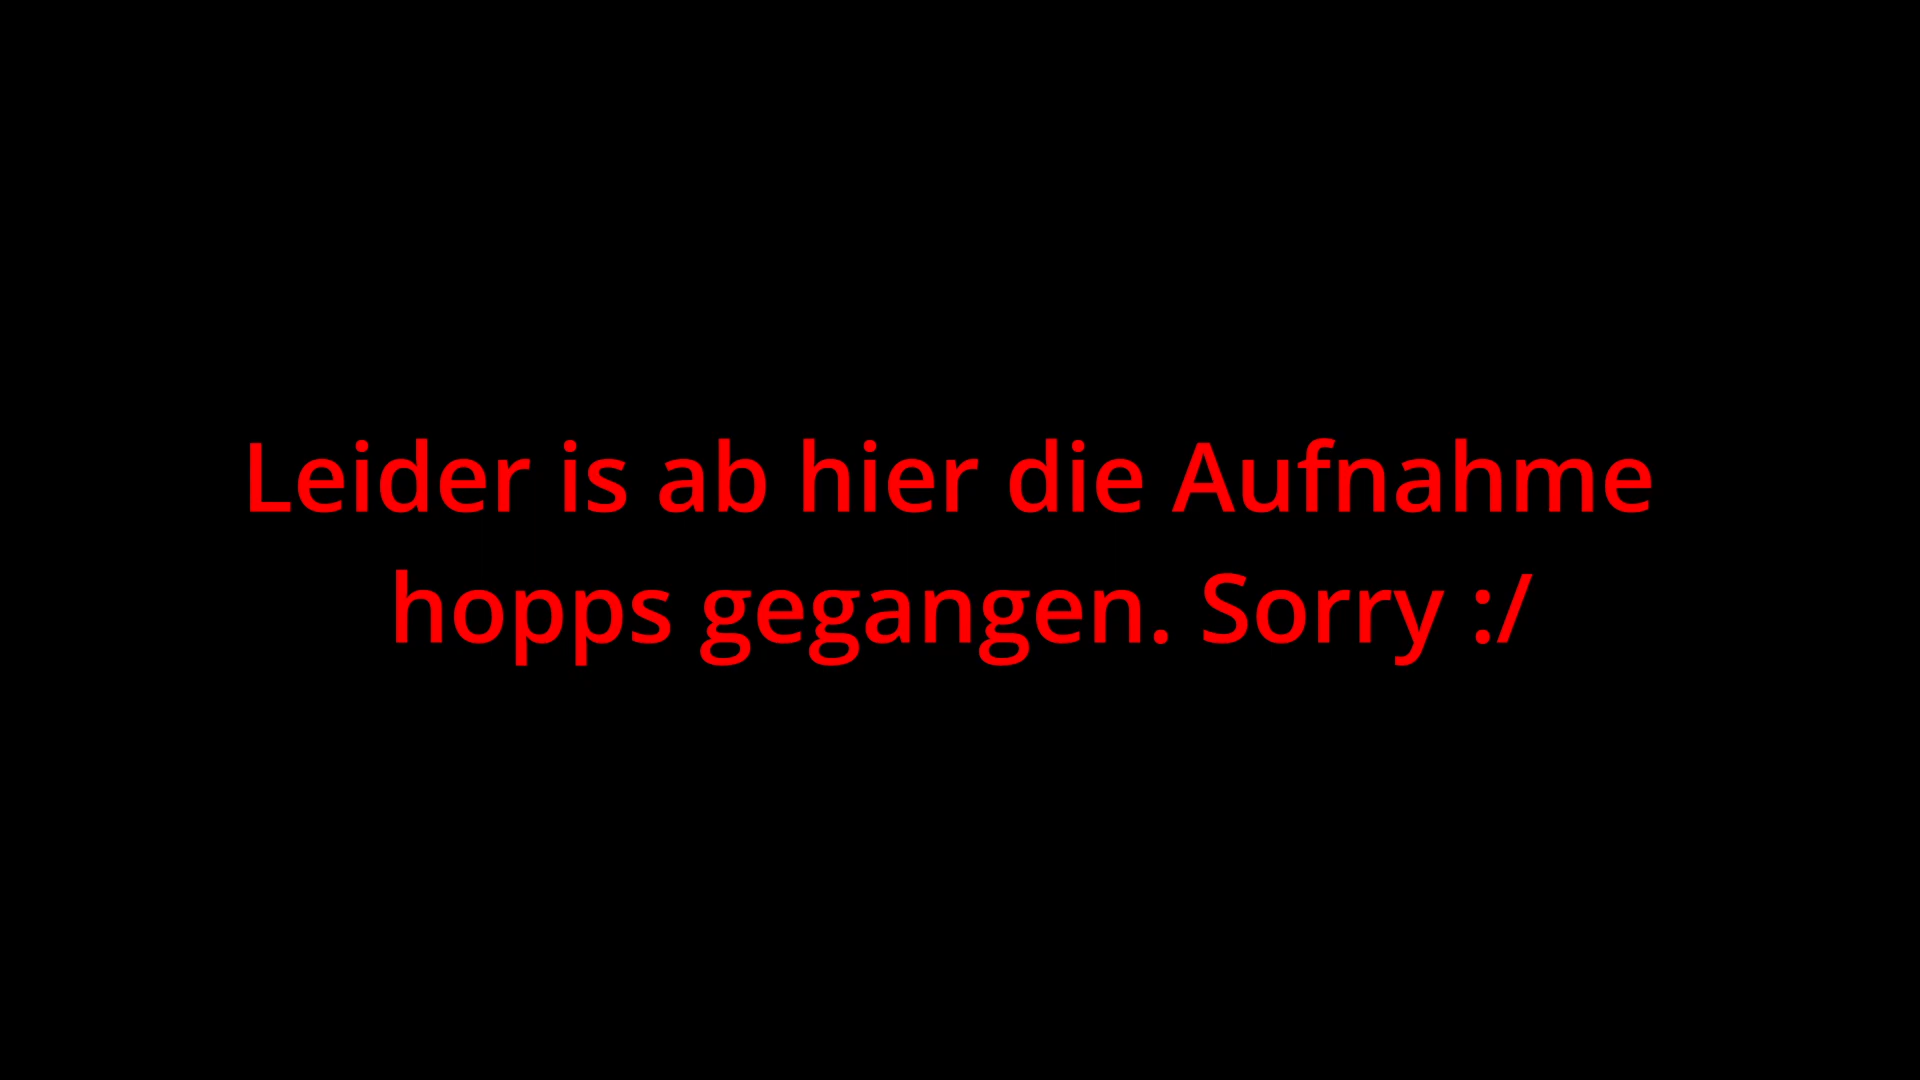 Leider is ab hier die Aufnahme
hopps gegangen. Sorry :/